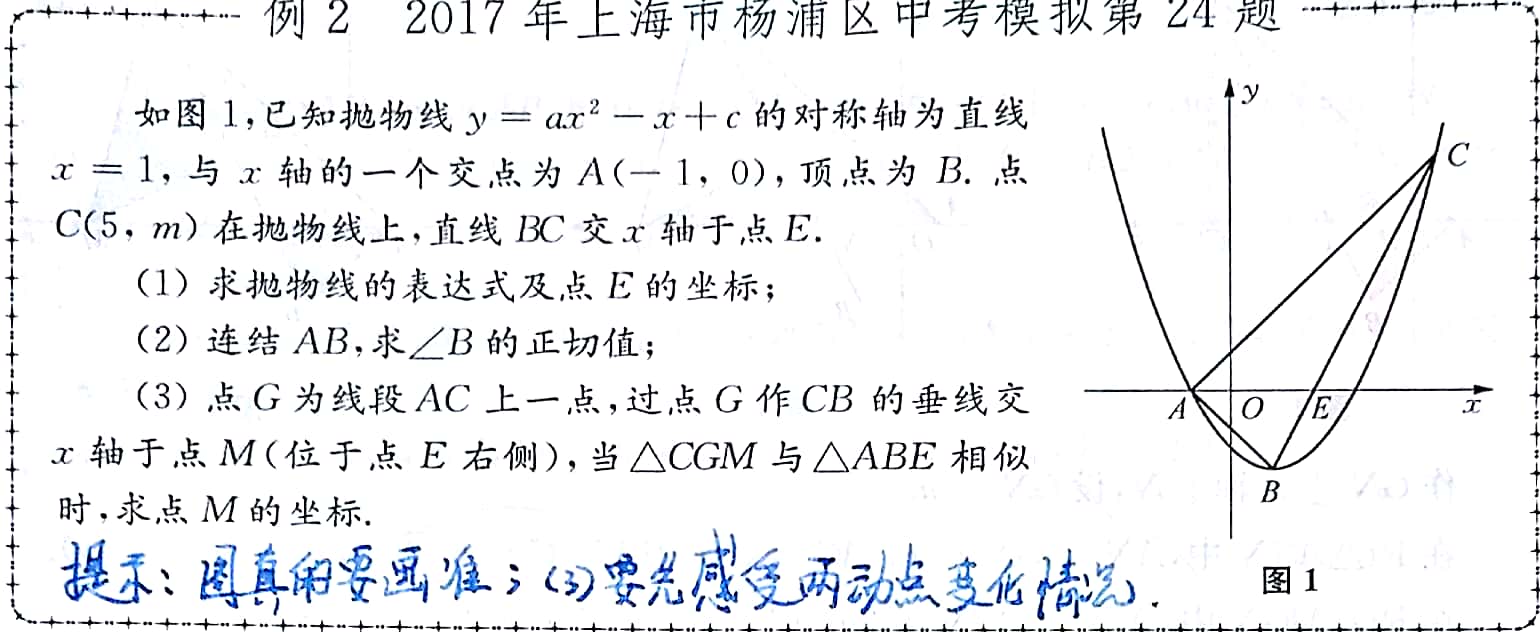 例 2 2017 年上海市杨浦区中考模拟第 24 题
如图 1,已知抛物线 y = ax² − x + c 的对称轴为直线
x = 1, 与 x 轴的一个交点为 A(− 1, 0), 顶点为 B. 点
C(5, m) 在抛物线上,直线 BC 交 x 轴于点 E.
(1) 求抛物线的表达式及点 E 的坐标;
(2) 连结 AB,求∠B 的正切值;
(3) 点 G 为线段 AC 上一点,过点 G 作 CB 的垂线交
x 轴于点 M(位于点 E 右侧),当 △CGM 与 △ABE 相似
时,求点 M 的坐标.
提示: 图真的要画准; (3)要先感受两动点变化情况.
y
C
A
O
E
x
B
图 1